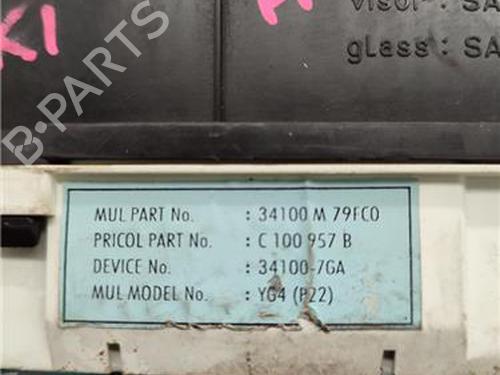 KI
visor : SA
glass : SA
B-PARTS
MUL PART No. : 34100 M 79FC0
PRICOL PART No. : C 100 957 B
DEVICE No. : 34100-7GA
MUL MODEL No. : YG4 (P22)